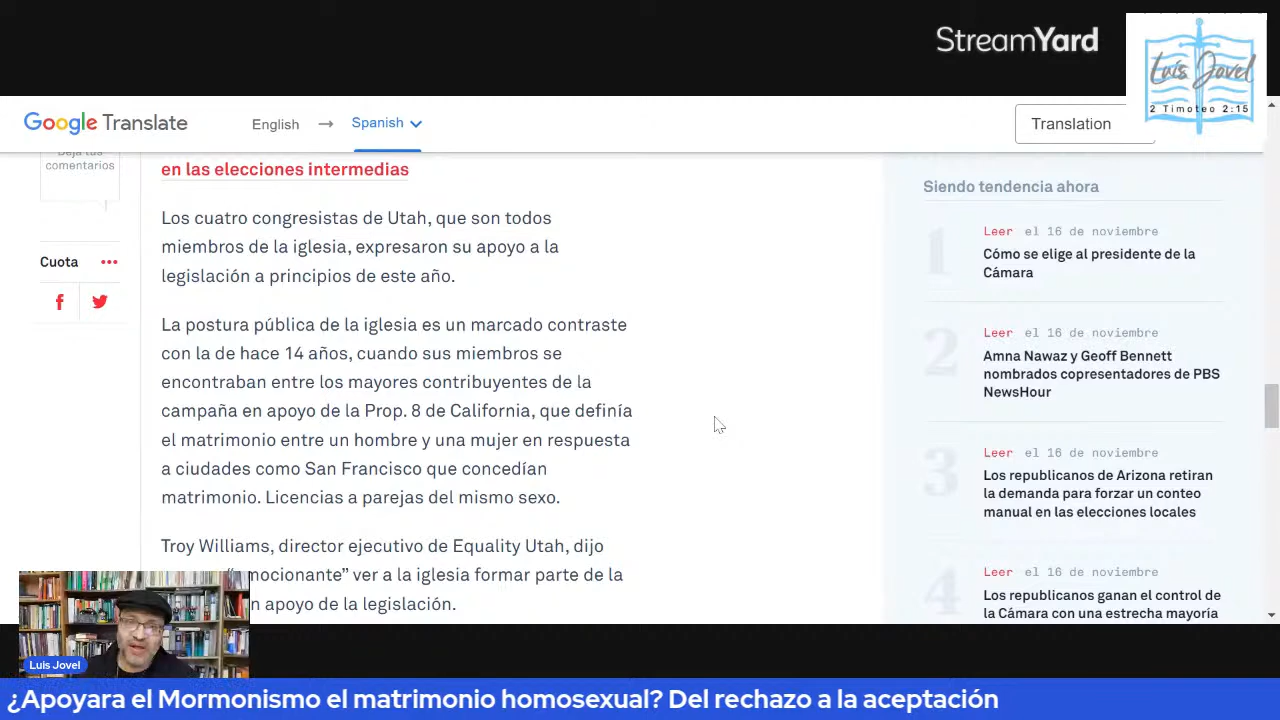 StreamYard
Luis Jovel
2 Timoteo 2:15
Google Translate
English → Spanish
Translation
Deja tus
comentarios
Cuota
en las elecciones intermedias
Los cuatro congresistas de Utah, que son todos
miembros de la iglesia, expresaron su apoyo a la
legislación a principios de este año.
La postura pública de la iglesia es un marcado contraste
con la de hace 14 años, cuando sus miembros se
encontraban entre los mayores contribuyentes de la
campaña en apoyo de la Prop. 8 de California, que definía
el matrimonio entre un hombre y una mujer en respuesta
a ciudades como San Francisco que concedían
matrimonio. Licencias a parejas del mismo sexo.
Troy Williams, director ejecutivo de Equality Utah, dijo
mocionante” ver a la iglesia formar parte de la
n apoyo de la legislación.
Siendo tendencia ahora
1
Leer el 16 de noviembre
Cómo se elige al presidente de la
Cámara
2
Leer el 16 de noviembre
Amna Nawaz y Geoff Bennett
nombrados copresentadores de PBS
NewsHour
3
Leer el 16 de noviembre
Los republicanos de Arizona retiran
la demanda para forzar un conteo
manual en las elecciones locales
4
Leer el 16 de noviembre
Los republicanos ganan el control de
la Cámara con una estrecha mayoría
Luis Jovel
¿Apoyara el Mormonismo el matrimonio homosexual? Del rechazo a la aceptación